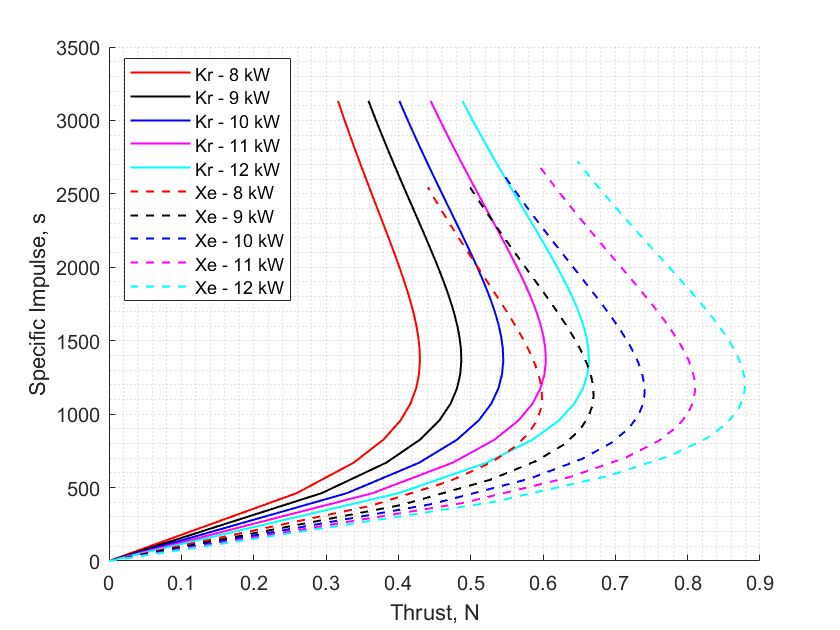 3500
3000
2500
2000
1500
1000
500
0
Specific Impulse, s
Kr - 8 kW
Kr - 9 kW
Kr - 10 kW
Kr - 11 kW
Kr - 12 kW
Xe - 8 kW
Xe - 9 kW
Xe - 10 kW
Xe - 11 kW
Xe - 12 kW
0 0.1 0.2 0.3 0.4 0.5 0.6 0.7 0.8 0.9
Thrust, N